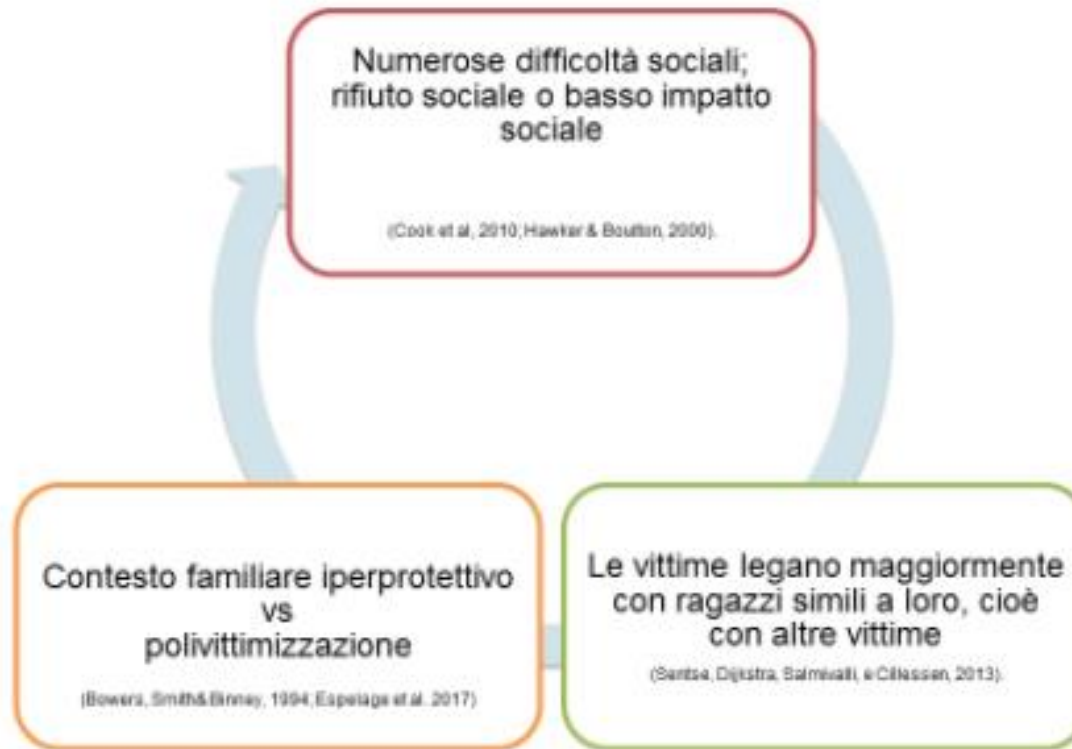 Numerose difficoltà sociali;
rifiuto sociale o basso impatto
sociale
(Cook et al, 2010; Hawker & Boulton, 2000).
Contesto familiare iperprotettivo
vs
polivittimizzazione
(Bowers, Smith& Binney, 1994; Espelage et al. 2017)
Le vittime legano maggiormente
con ragazzi simili a loro, cioè
con altre vittime
(Sentse, Dijkstra, Salmivalli, e Cillessen, 2013).